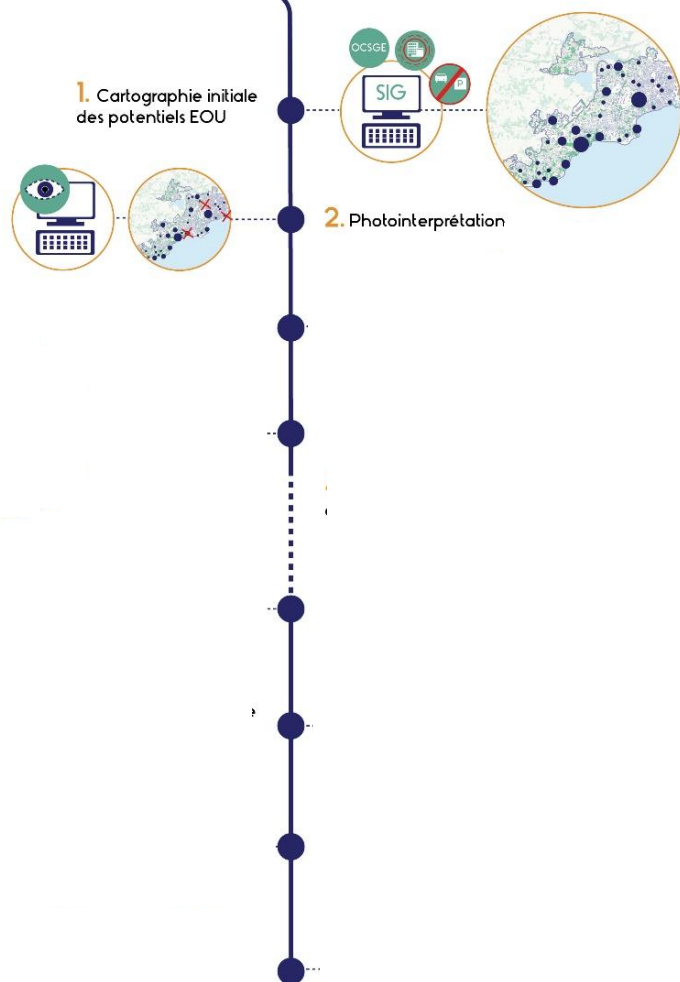 OCSGE
P
SIG
1. Cartographie initiale
des potentiels EOU
2. Photointerprétation